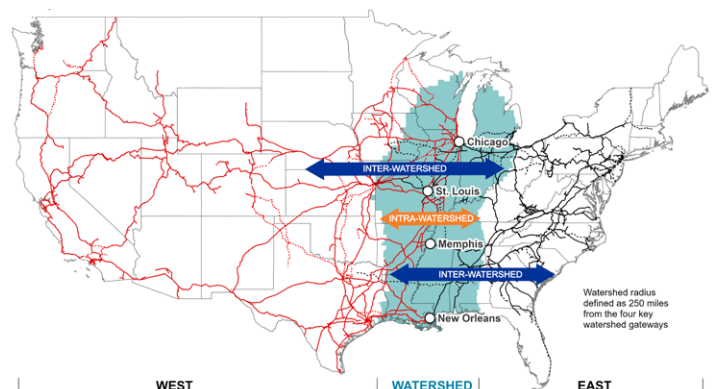 Chicago
INTER-WATERSHED
St. Louis
INTRA-WATERSHED
Memphis
INTER-WATERSHED
Watershed radius
defined as 250 miles
from the four key
watershed gateways
New Orleans
WEST
WATERSHED
EAST